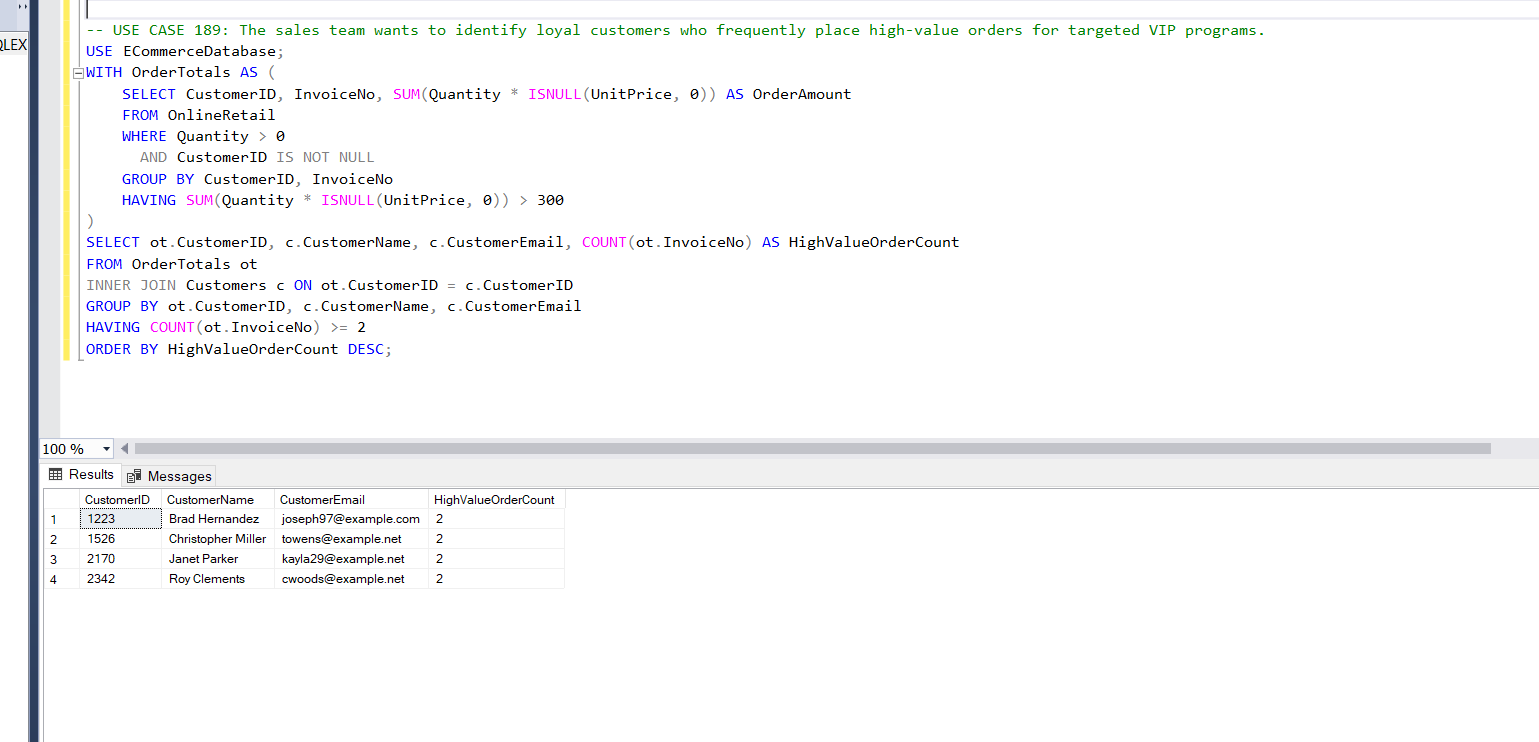 QLEX
-- USE CASE 189: The sales team wants to identify loyal customers who frequently place high-value orders for targeted VIP programs.
USE ECommerceDatabase;
WITH OrderTotals AS (
    SELECT CustomerID, InvoiceNo, SUM(Quantity * ISNULL(UnitPrice, 0)) AS OrderAmount
    FROM OnlineRetail
    WHERE Quantity > 0
      AND CustomerID IS NOT NULL
    GROUP BY CustomerID, InvoiceNo
    HAVING SUM(Quantity * ISNULL(UnitPrice, 0)) > 300
)
SELECT ot.CustomerID, c.CustomerName, c.CustomerEmail, COUNT(ot.InvoiceNo) AS HighValueOrderCount
FROM OrderTotals ot
INNER JOIN Customers c ON ot.CustomerID = c.CustomerID
GROUP BY ot.CustomerID, c.CustomerName, c.CustomerEmail
HAVING COUNT(ot.InvoiceNo) >= 2
ORDER BY HighValueOrderCount DESC;
100 %
Results Messages
CustomerID CustomerName CustomerEmail HighValueOrderCount
1 1223 Brad Hernandez joseph97@example.com 2
2 1526 Christopher Miller towens@example.net 2
3 2170 Janet Parker kayla29@example.net 2
4 2342 Roy Clements cwoods@example.net 2